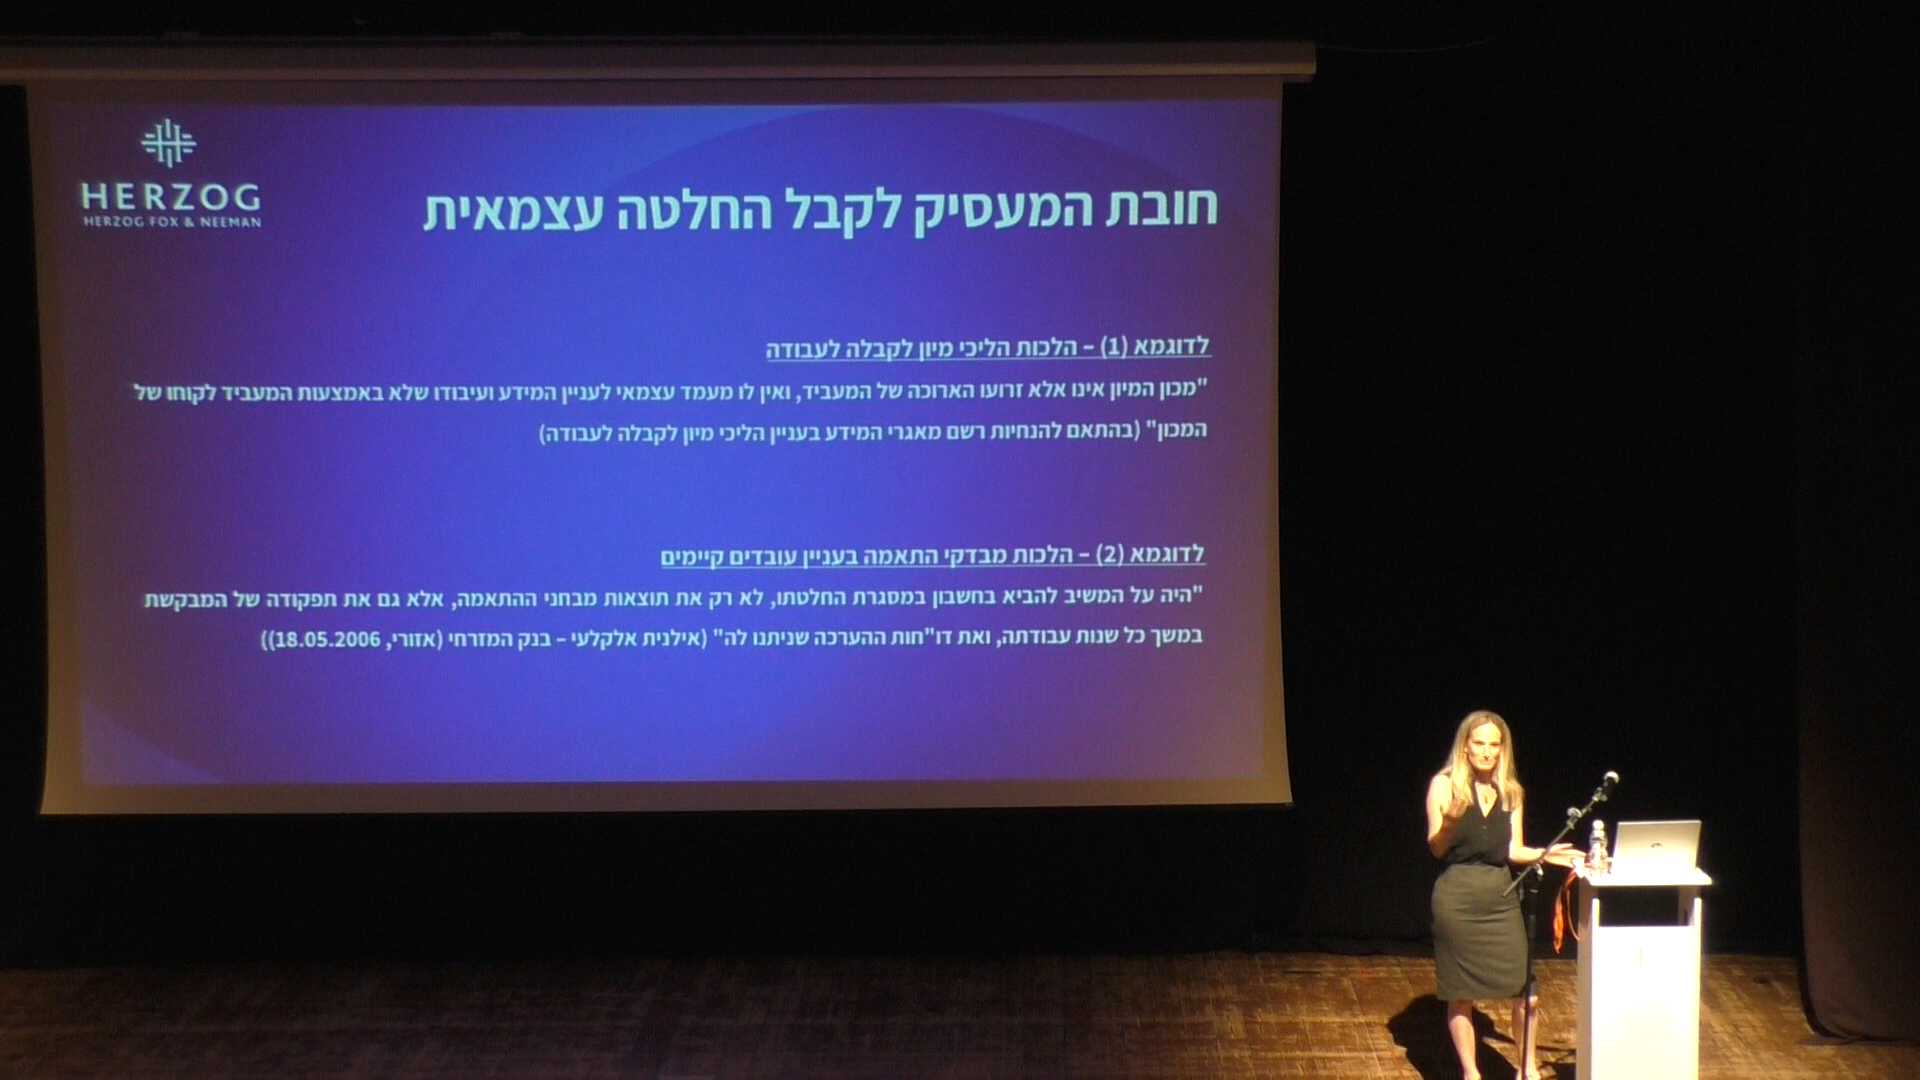 HERZOG
HERZOG FOX & NEEMAN
חובת המעסיק לקבל החלטה עצמאית
לדוגמא (1) – הלכות הליכי מיון לקבלה לעבודה
"מכון המיון אינו אלא זרועו הארוכה של המעביד, ואין לו מעמד עצמאי לעניין המידע ועיבודו שלא באמצעות המעביד לקוחו של
המכון" (בהתאם להנחיות רשם מאגרי המידע בעניין הליכי מיון לקבלה לעבודה)
לדוגמא (2) – הלכות מבדקי התאמה בעניין עובדים קיימים
"היה על המשיב להביא בחשבון במסגרת החלטתו, לא רק את תוצאות מבחני ההתאמה, אלא גם את תפקודה של המבקשת
במשך כל שנות עבודתה, ואת דו"חות ההערכה שניתנו לה" (אילנית אלקלעי – בנק המזרחי (אזורי, 18.05.2006))